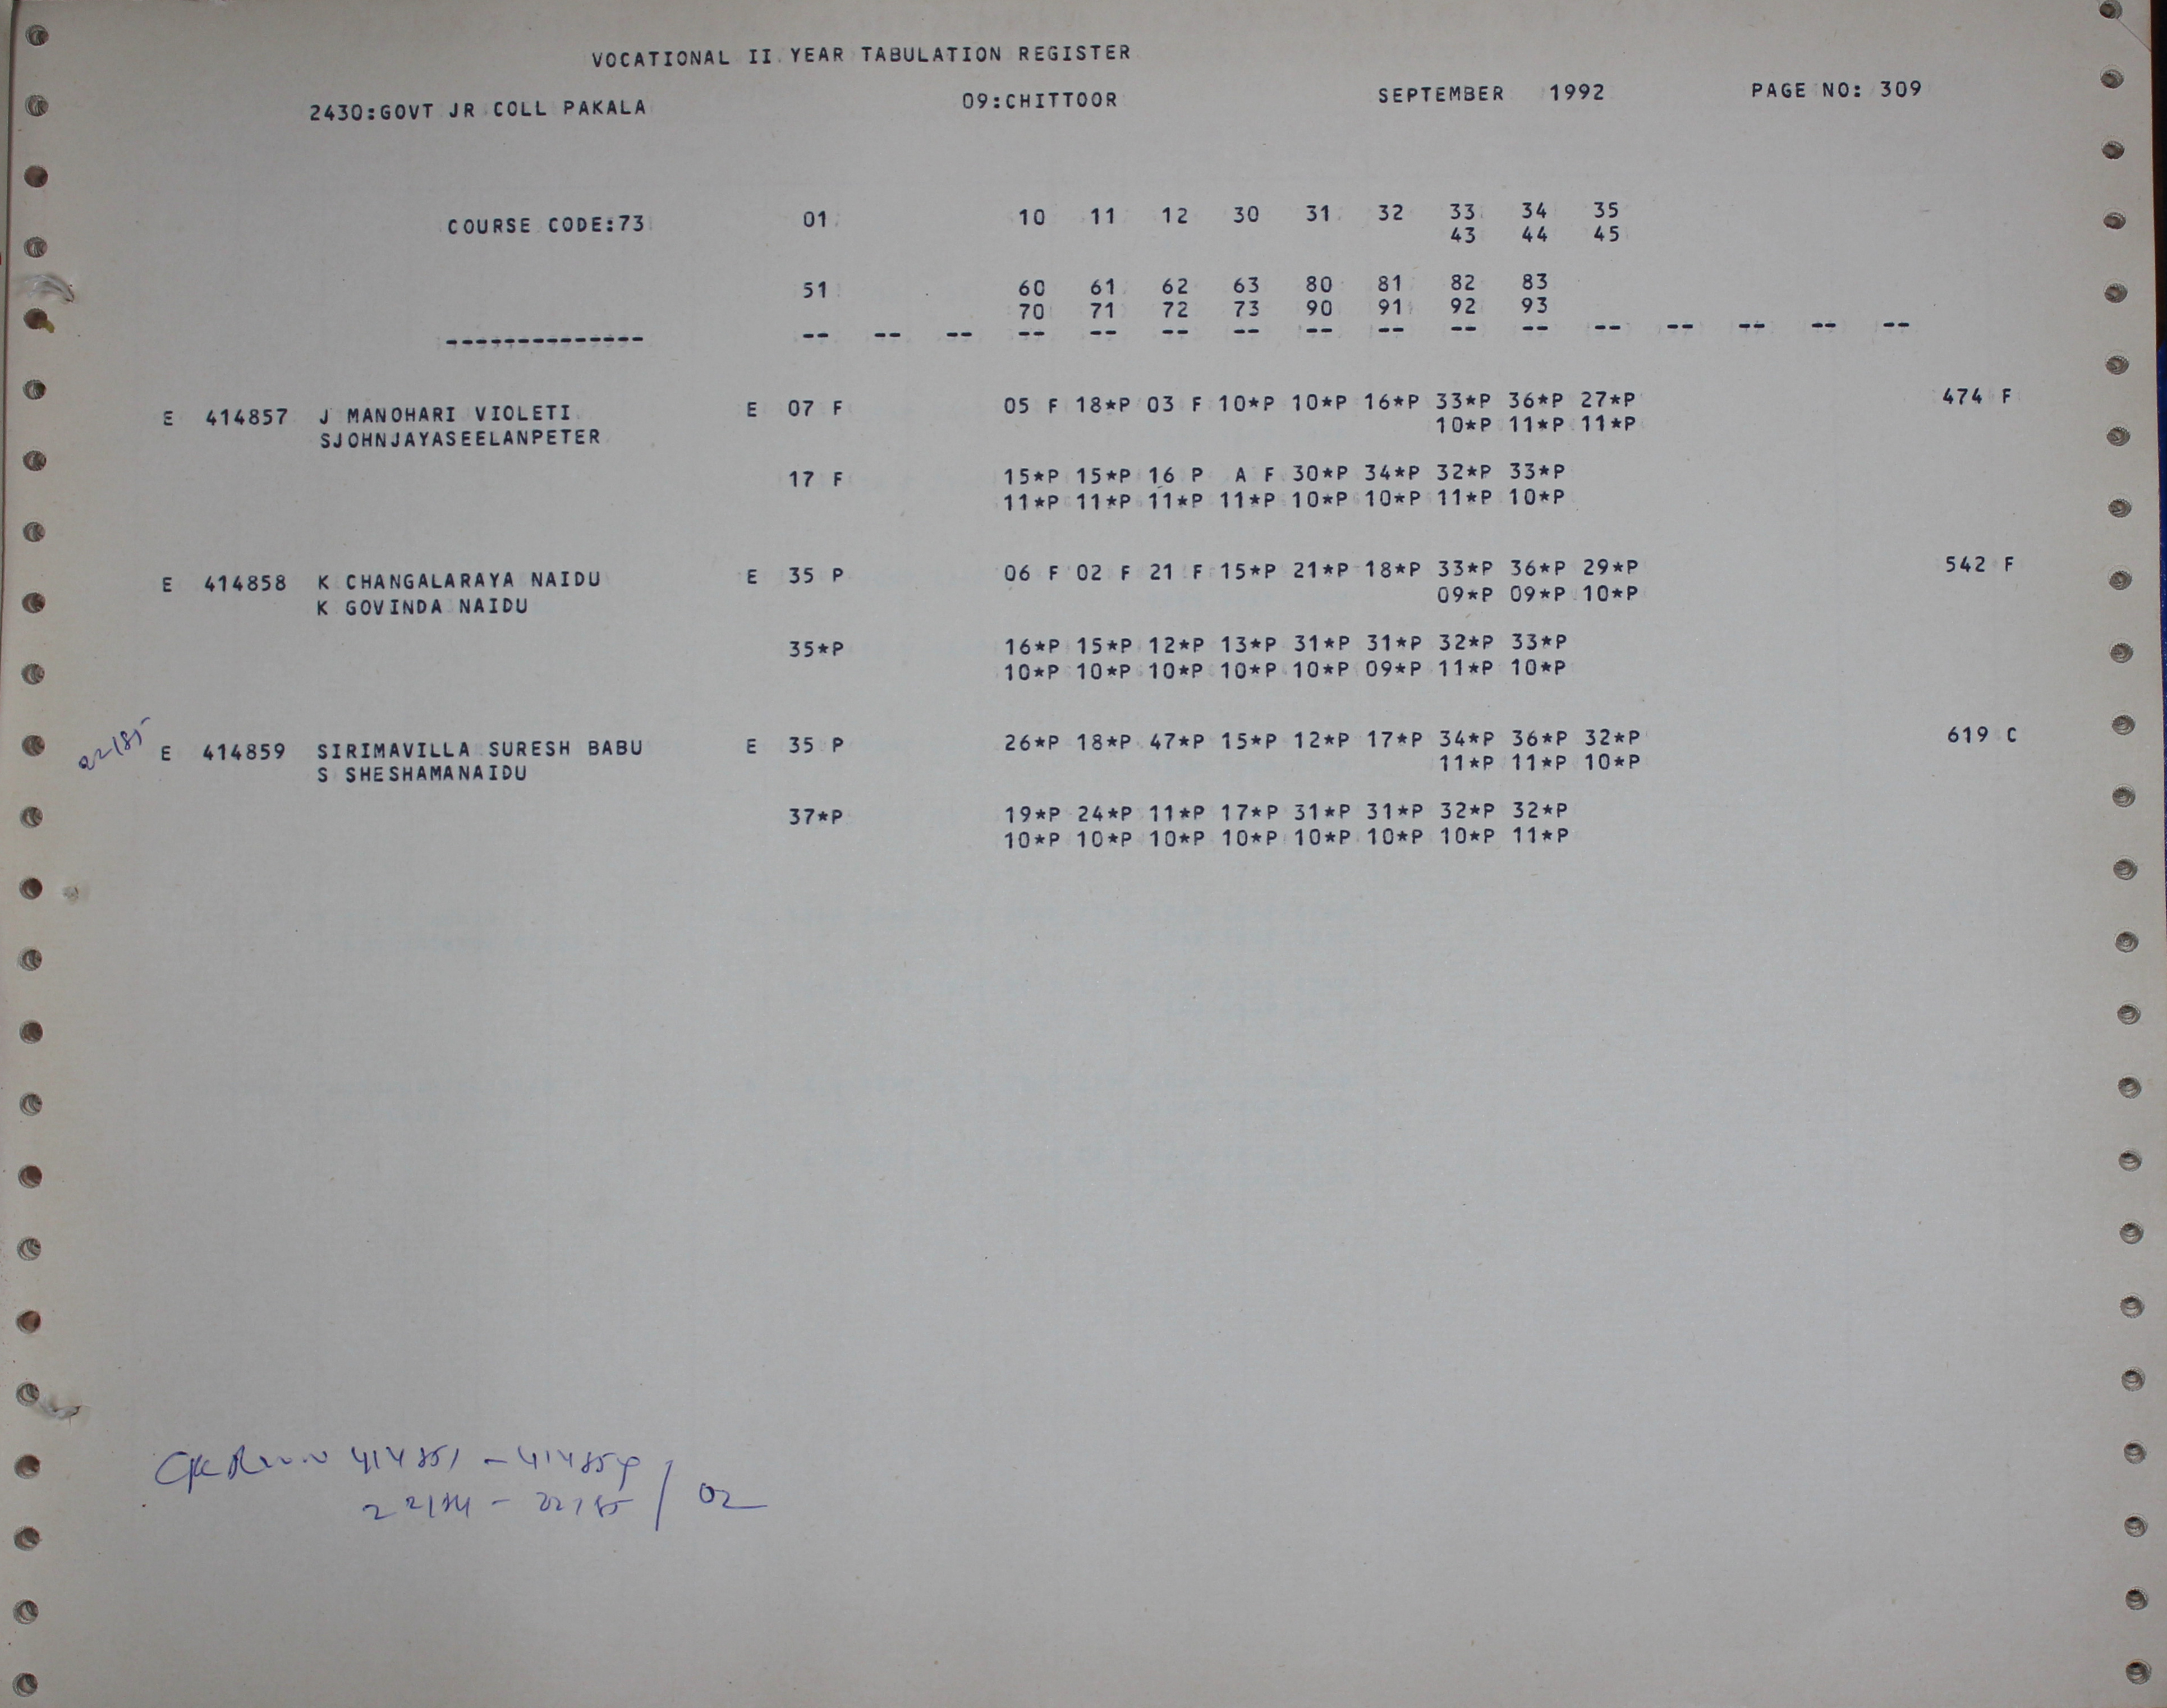 VOCATIONAL II YEAR TABULATION REGISTER
2430:GOVT JR COLL PAKALA 09:CHITTOOR SEPTEMBER 1992 PAGE NO: 309
COURSE CODE:73 01 10 11 12 30 31 32 33 34 35
43 44 45
51 60 61 62 63 80 81 82 83
70 71 72 73 90 91 92 93
-------------- -- -- -- -- -- -- -- -- -- -- -- -- -- -- -- --
E 414857 J MANOHARI VIOLETI E 07 F 05 F 18*P 03 F 10*P 10*P 16*P 33*P 36*P 27*P 474 F
SJOHNJAYASEELANPETER 10*P 11*P 11*P
17 F 15*P 15*P 16 P A F 30*P 34*P 32*P 33*P
11*P 11*P 11*P 11*P 10*P 10*P 11*P 10*P
E 414858 K CHANGALARAYA NAIDU E 35 P 06 F 02 F 21 F 15*P 21*P 18*P 33*P 36*P 29*P 542 F
K GOVINDA NAIDU 09*P 09*P 10*P
35*P 16*P 15*P 12*P 13*P 31*P 31*P 32*P 33*P
10*P 10*P 10*P 10*P 10*P 09*P 11*P 10*P
22185 E 414859 SIRIMAVILLA SURESH BABU E 35 P 26*P 18*P 47*P 15*P 12*P 17*P 34*P 36*P 32*P 619 C
S SHESHAMANAIDU 11*P 11*P 10*P
37*P 19*P 24*P 11*P 17*P 31*P 31*P 32*P 32*P
10*P 10*P 10*P 10*P 10*P 10*P 10*P 11*P
414851 - 414859
- 22185 / 02